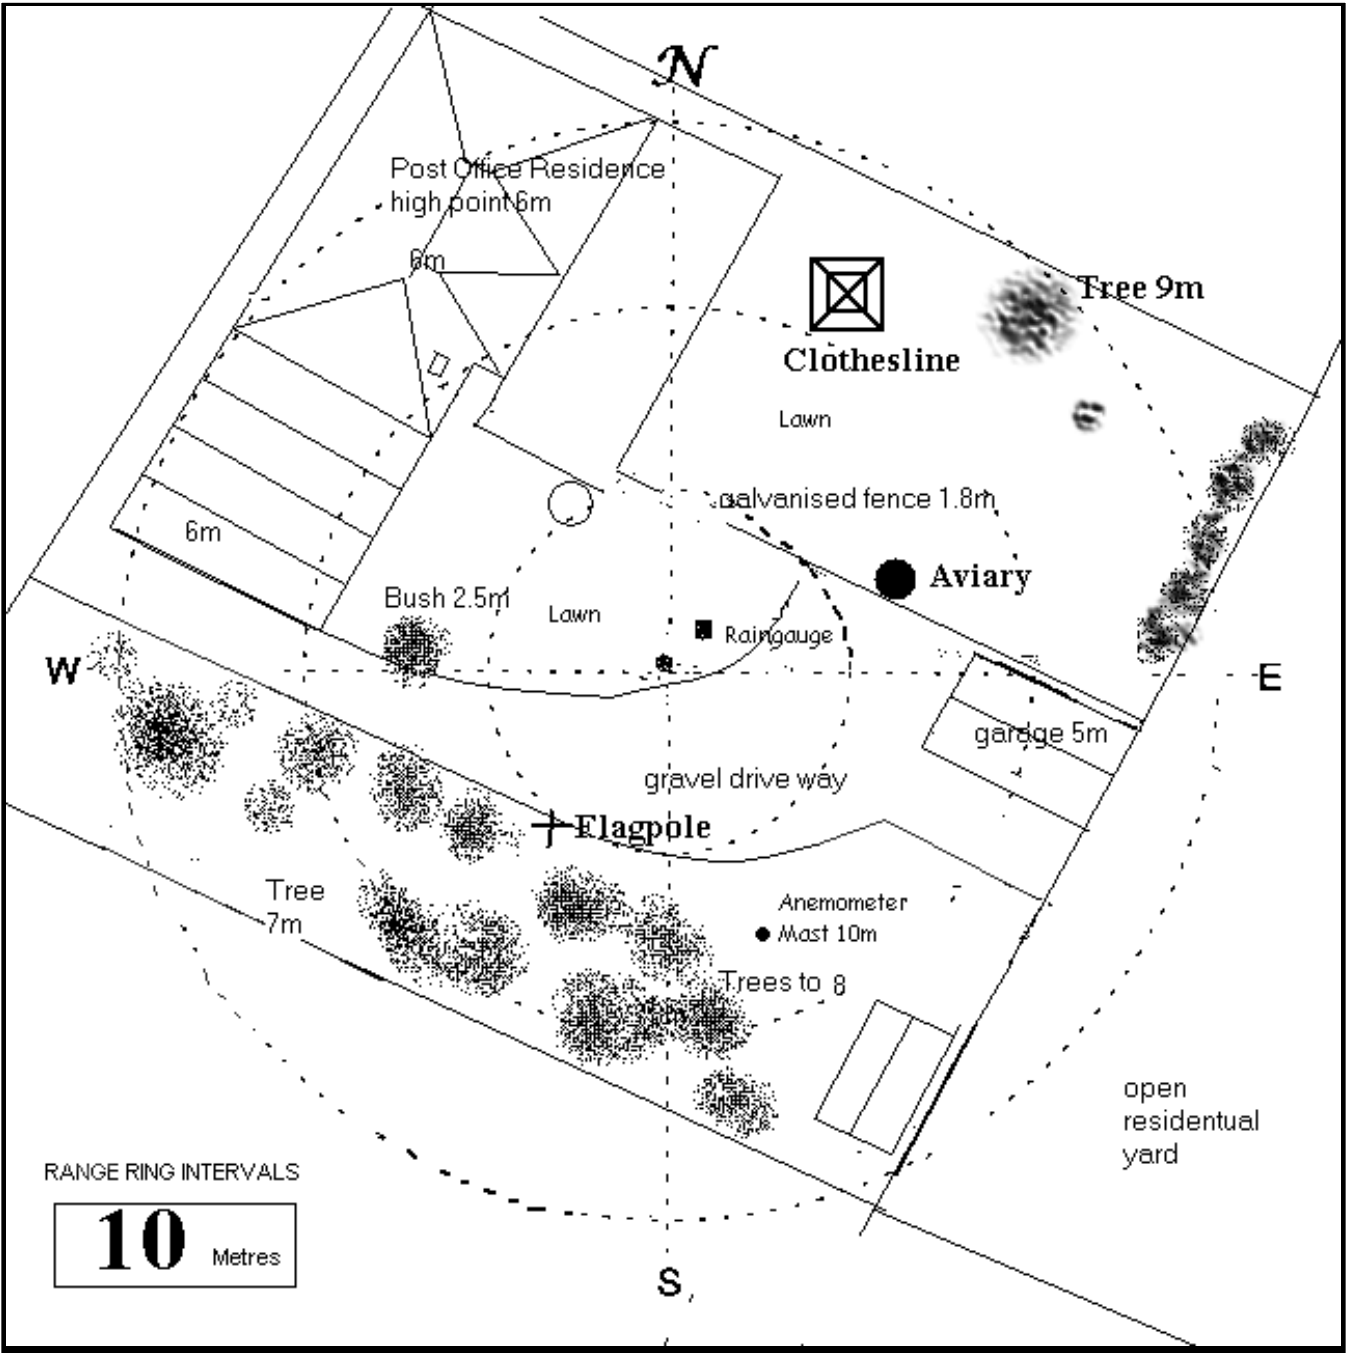 N
Post Office Residence
high point 6m
6m
Tree 9m
Clothesline
Lawn
galvanised fence 1.8m
6m
Aviary
Bush 2.5m
Lawn
Raingauge
W
E
garage 5m
gravel drive way
Flagpole
Tree
7m
Anemometer
Mast 10m
Trees to 8
open
residentual
yard
RANGE RING INTERVALS
10 Metres
S